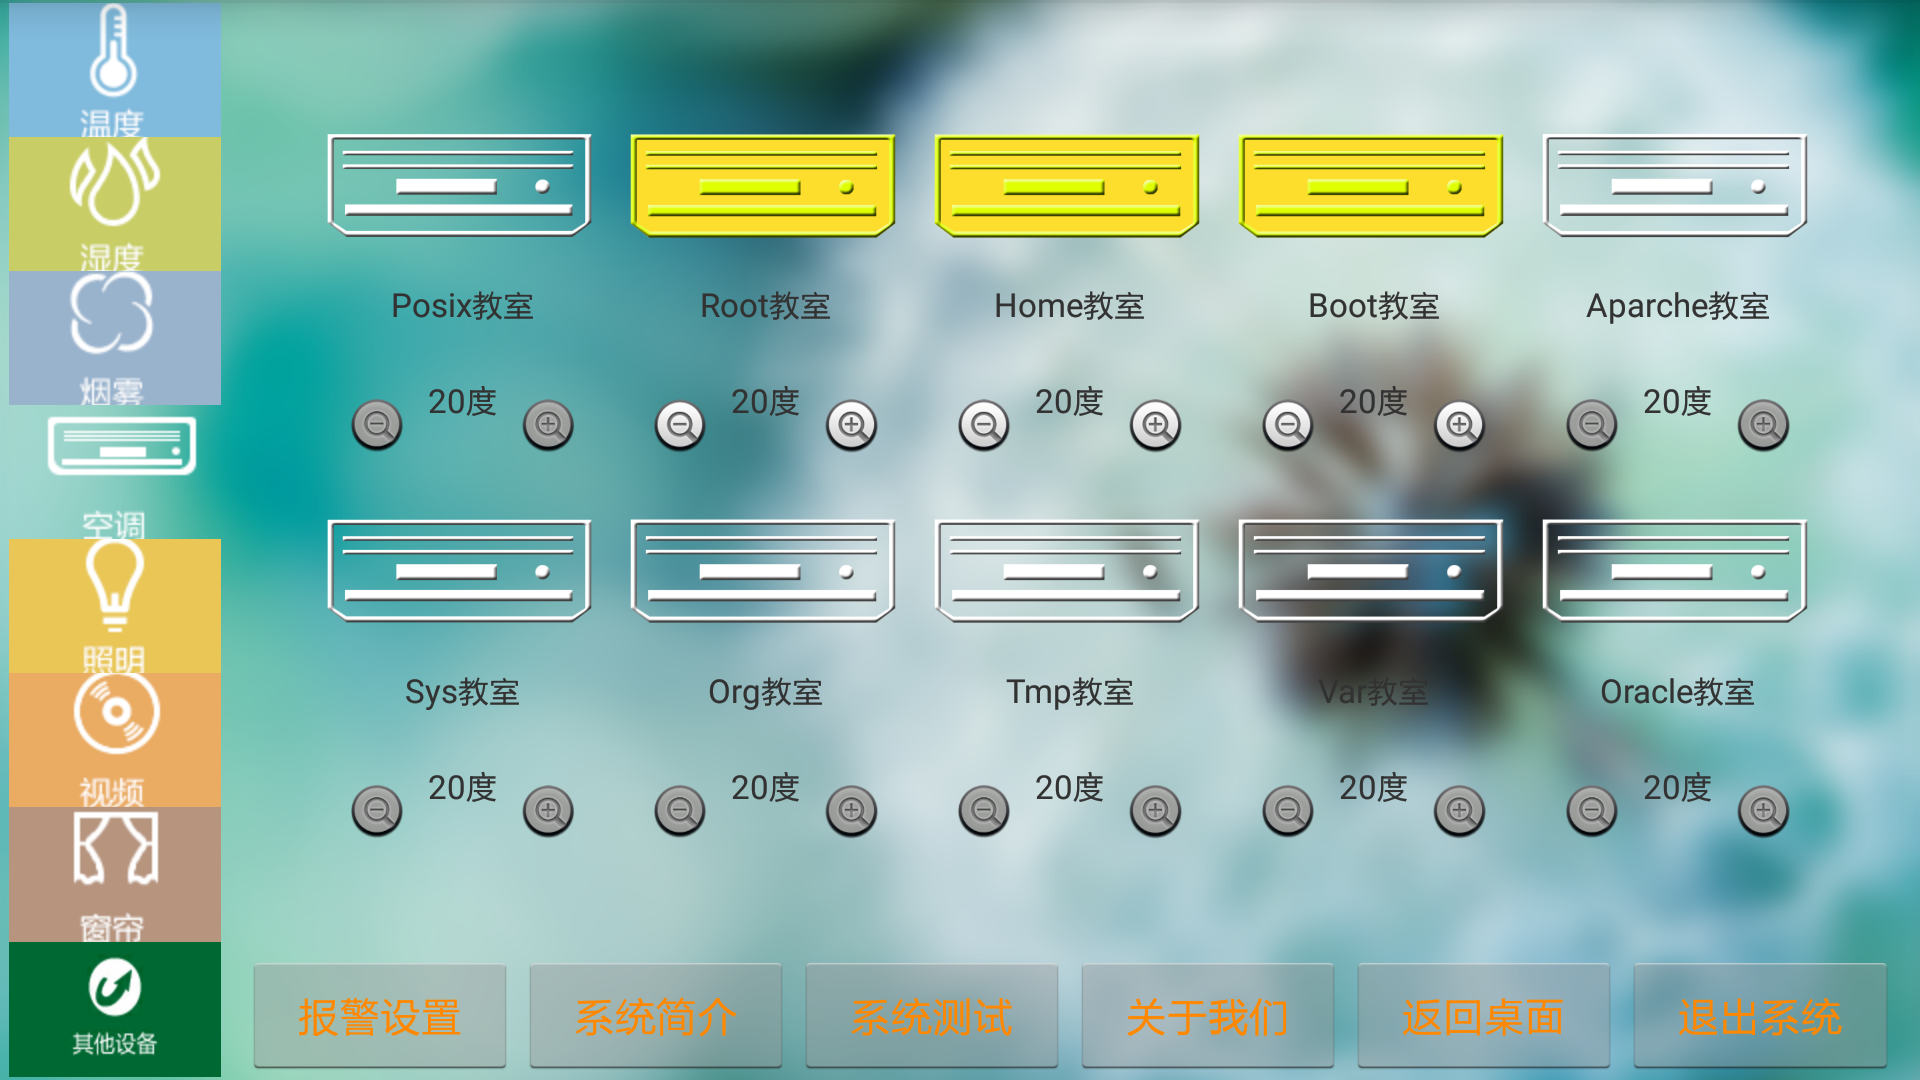 温度
湿度
烟雾
空调
照明
视频
窗帘
其他设备
Posix教室
Root教室
Home教室
Boot教室
Aparche教室
20度
20度
20度
20度
20度
Sys教室
Org教室
Tmp教室
Var教室
Oracle教室
20度
20度
20度
20度
20度
报警设置
系统简介
系统测试
关于我们
返回桌面
退出系统